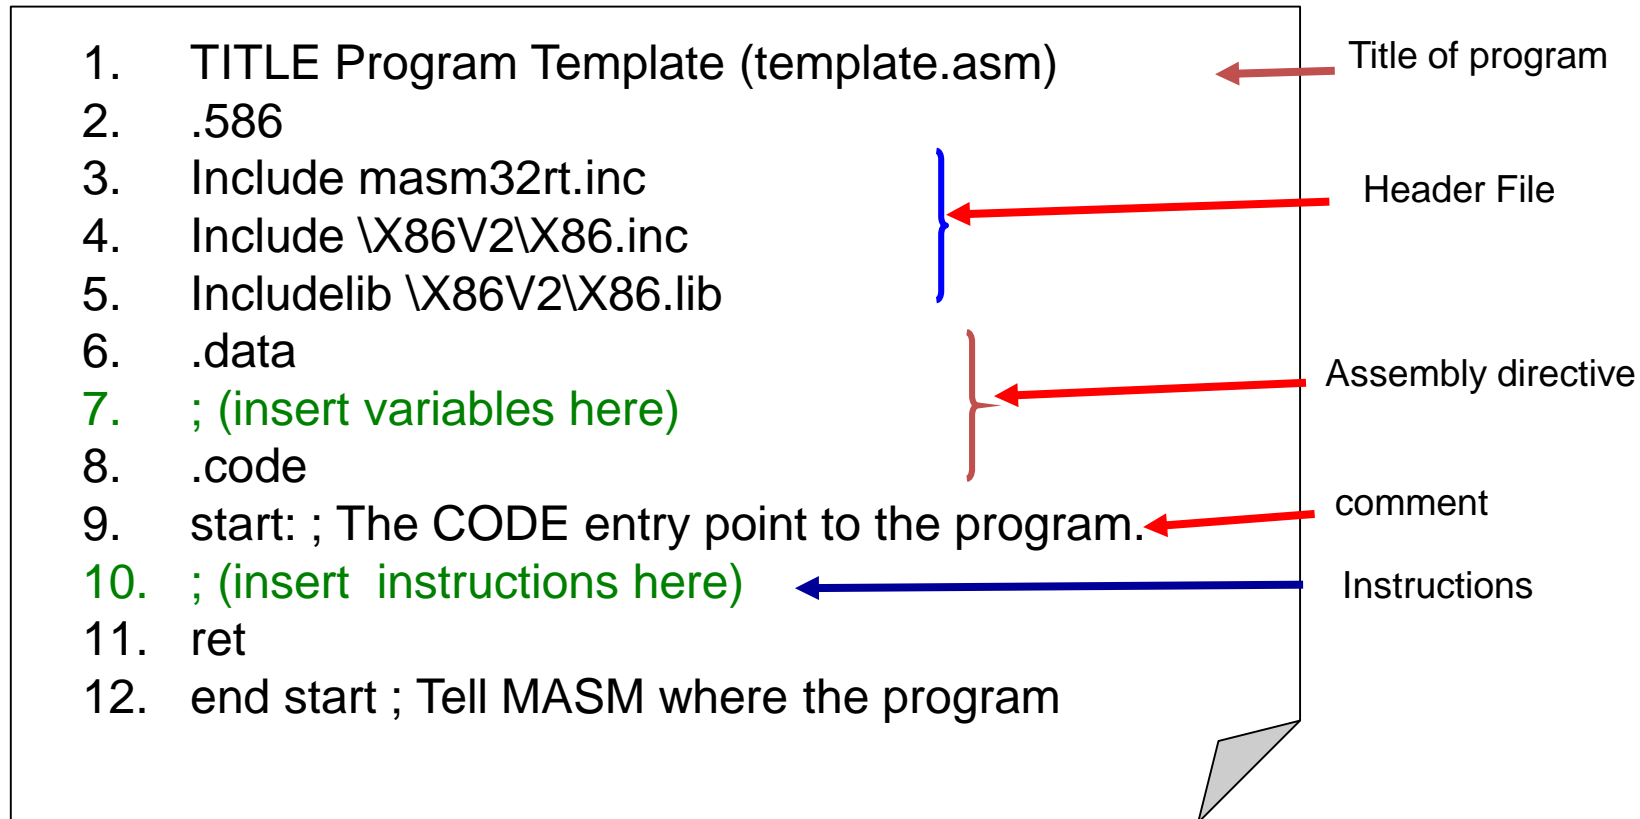 1. TITLE Program Template (template.asm)
Title of program
2. .586
3. Include masm32rt.inc
Header File
4. Include \X86V2\X86.inc
5. Includelib \X86V2\X86.lib
6. .data
Assembly directive
7. ; (insert variables here)
8. .code
9. start: ; The CODE entry point to the program.
comment
10. ; (insert  instructions here)
Instructions
11. ret
12. end start ; Tell MASM where the program